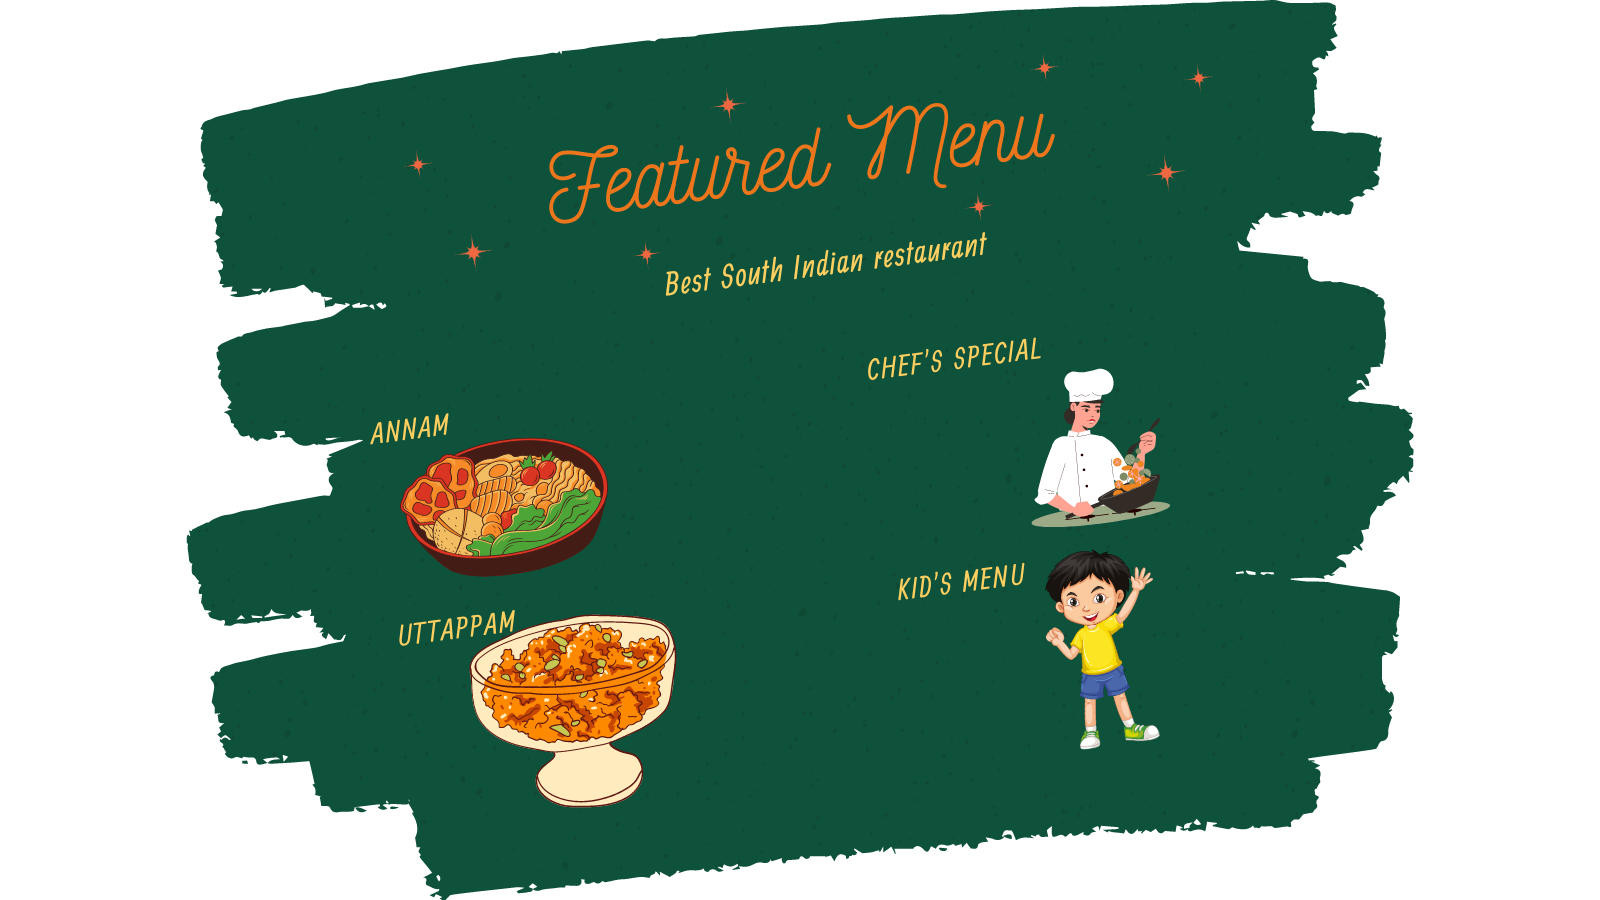 Featured Menu
Best South Indian restaurant
ANNAM
UTTAPPAM
CHEF'S SPECIAL
KID'S MENU